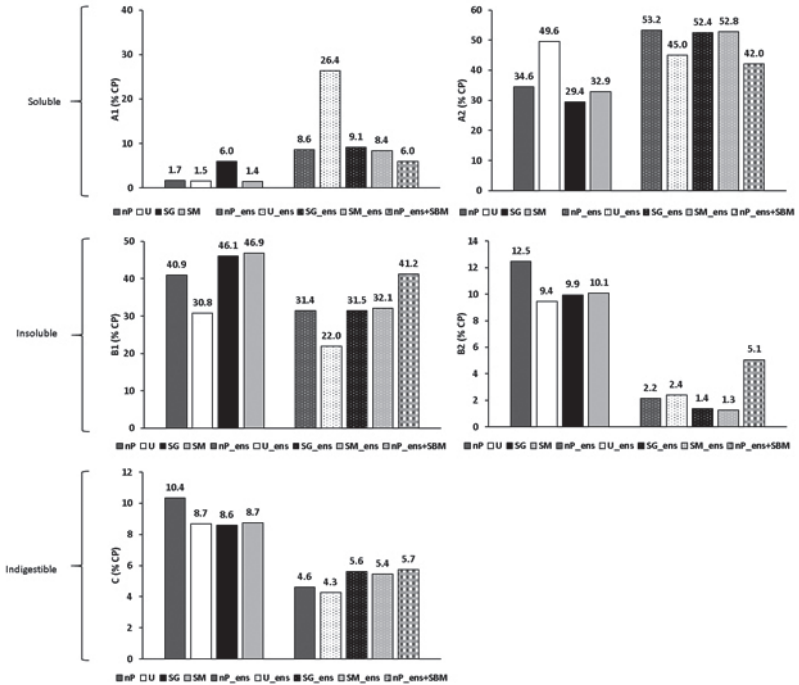 Soluble
A1 (% CP)
40
30
20
10
0
1.7 1.5 6.0 1.4 8.6 26.4 9.1 8.4 6.0
nP U SG SM nP_ens U_ens SG_ens SM_ens nP_ens+SBM
A2 (% CP)
60
50
40
30
20
10
0
34.6 49.6 29.4 32.9 53.2 45.0 52.4 52.8 42.0
nP U SG SM nP_ens U_ens SG_ens SM_ens nP_ens+SBM
Insoluble
B1 (% CP)
50
40
30
20
10
0
40.9 30.8 46.1 46.9 31.4 22.0 31.5 32.1 41.2
nP U SG SM nP_ens U_ens SG_ens SM_ens nP_ens+SBM
B2 (% CP)
14
12
10
8
6
4
2
0
12.5 9.4 9.9 10.1 2.2 2.4 1.4 1.3 5.1
nP U SG SM nP_ens U_ens SG_ens SM_ens nP_ens+SBM
Indigestible
C (% CP)
12
10
8
6
4
2
0
10.4 8.7 8.6 8.7 4.6 4.3 5.6 5.4 5.7
nP U SG SM nP_ens U_ens SG_ens SM_ens nP_ens+SBM